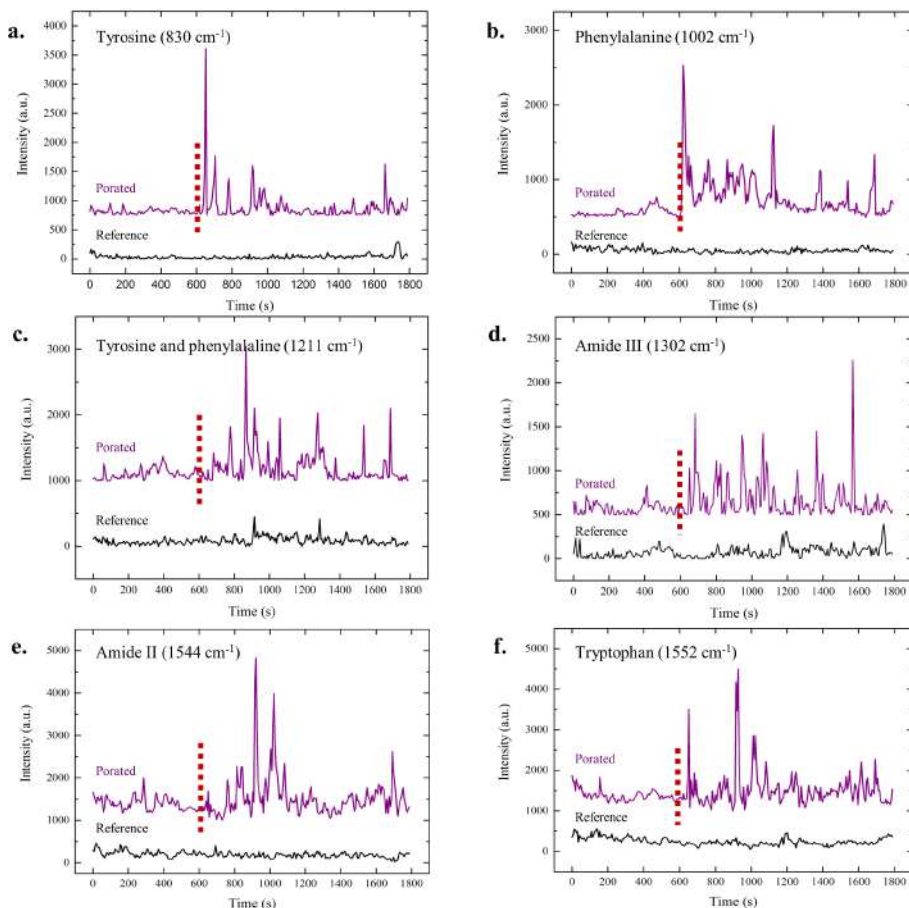 a.
Tyrosine (830 cm⁻¹)
4000
3500
3000
2500
2000
1500
1000
500
0
Intensity (a.u.)
Porated
Reference
0 200 400 600 800 1000 1200 1400 1600 1800
Time (s)
b.
Phenylalanine (1002 cm⁻¹)
3000
2500
2000
1500
1000
500
0
Intensity (a.u.)
Porated
Reference
0 200 400 600 800 1000 1200 1400 1600 1800
Time (s)
c.
Tyrosine and phenylalaline (1211 cm⁻¹)
3000
2000
1000
0
Intensity (a.u.)
Porated
Reference
0 200 400 600 800 1000 1200 1400 1600 1800
Time (s)
d.
Amide III (1302 cm⁻¹)
2500
2000
1500
1000
500
0
Intensity (a.u.)
Porated
Reference
0 200 400 600 800 1000 1200 1400 1600 1800
Time (s)
e.
Amide II (1544 cm⁻¹)
5000
4000
3000
2000
1000
0
Intensity (a.u.)
Porated
Reference
0 200 400 600 800 1000 1200 1400 1600 1800
Time (s)
f.
Tryptophan (1552 cm⁻¹)
5000
4000
3000
2000
1000
0
Intensity (a.u.)
Porated
Reference
0 200 400 600 800 1000 1200 1400 1600 1800
Time (s)